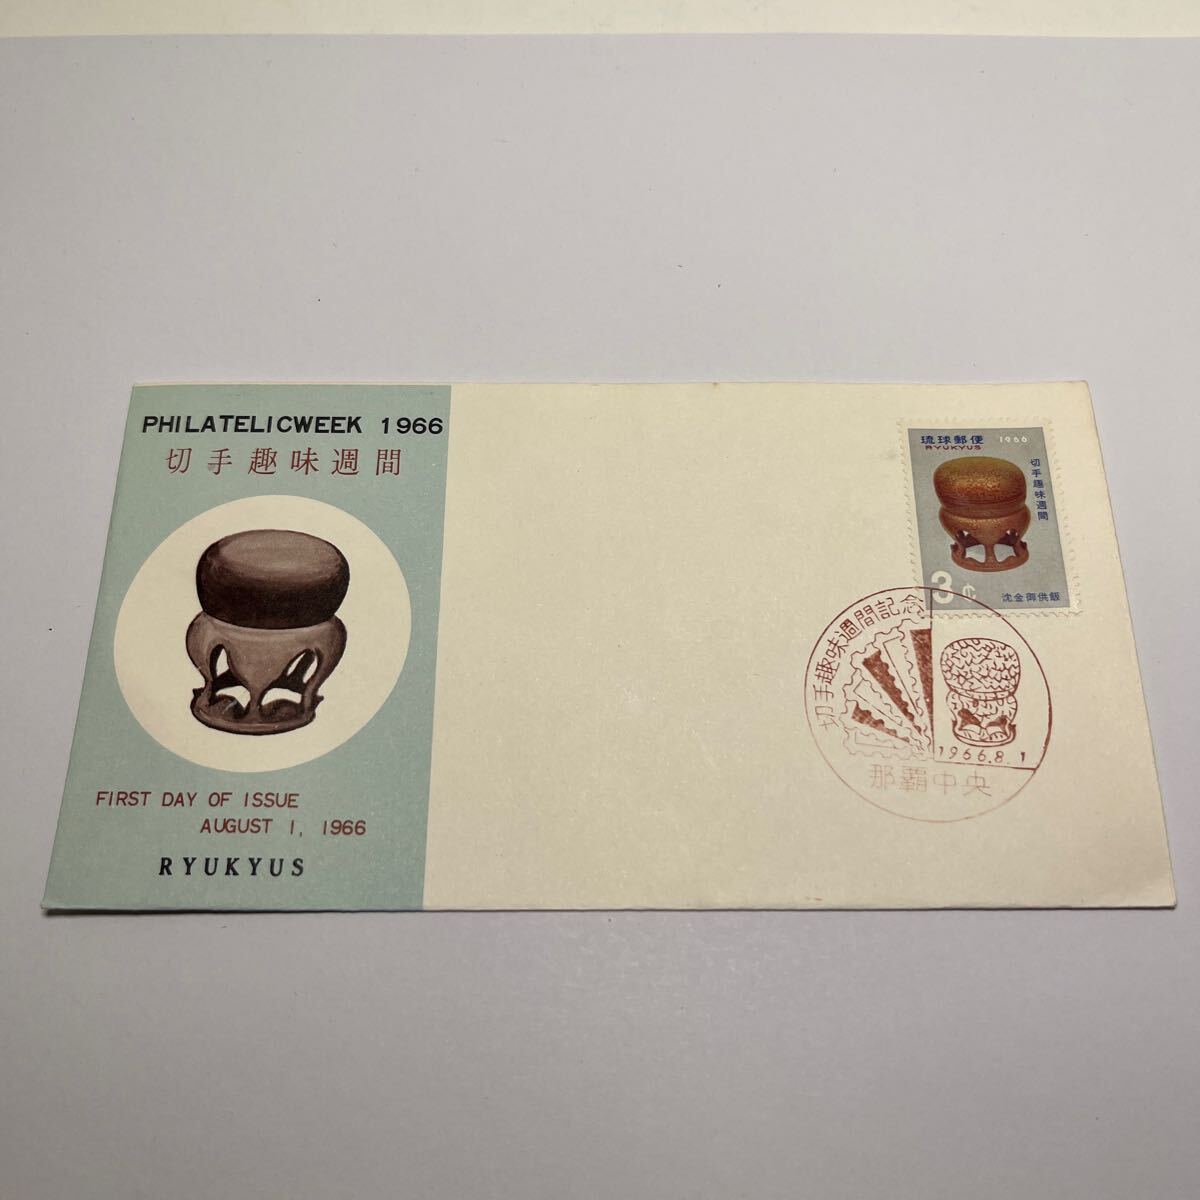 PHILATELICWEEK 1966
切手趣味週間
FIRST DAY OF ISSUE
AUGUST 1, 1966
RYUKYUS
琉球郵便 1966
RYUKYUS
切手趣味週間
3¢
沈金御供飯
切手趣味週間記念
1966.8.1
那覇中央